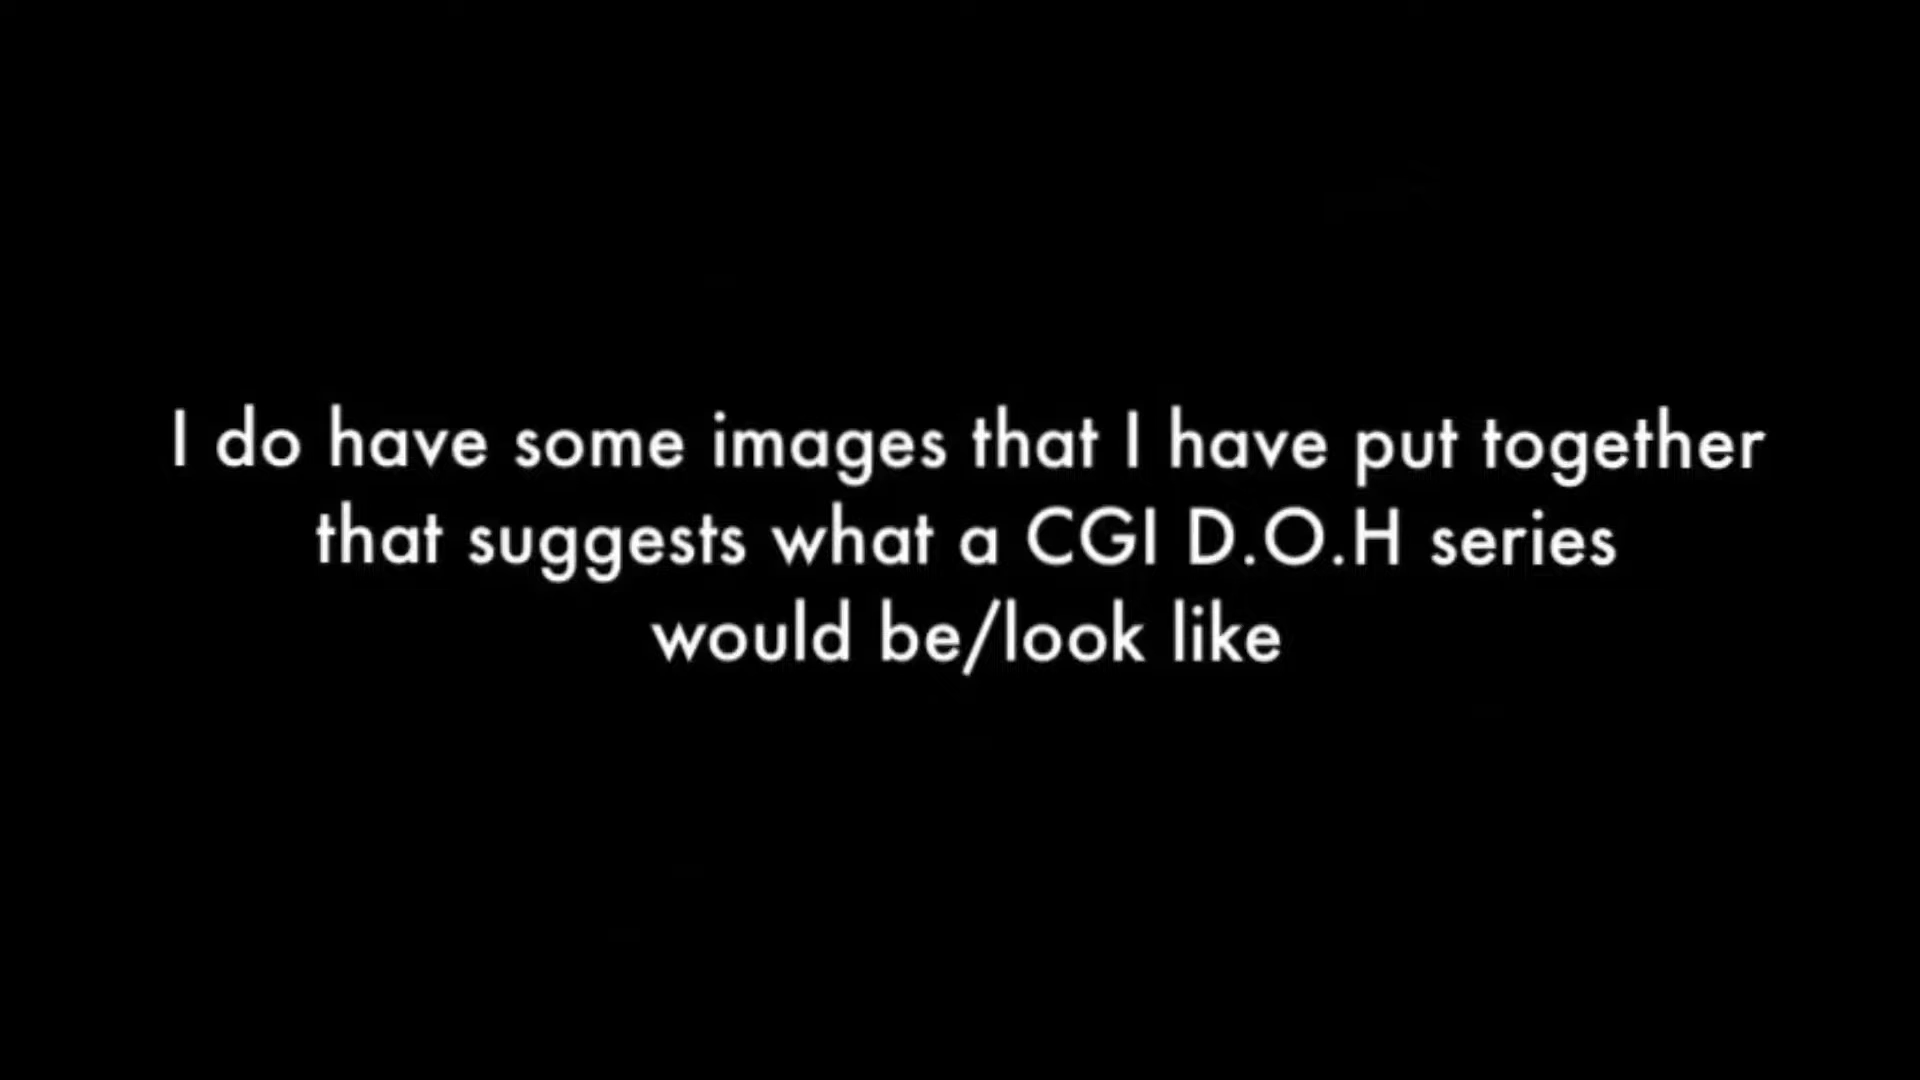 I do have some images that I have put together
that suggests what a CGI D.O.H series
would be/look like